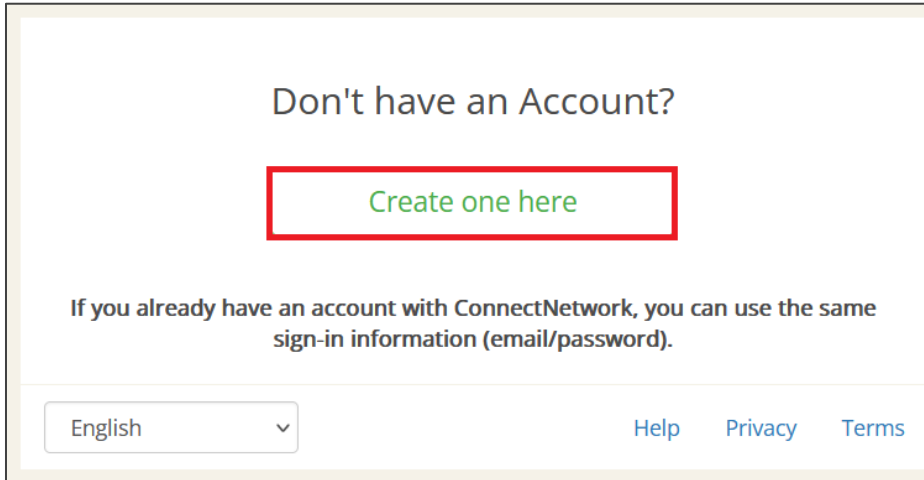 Don't have an Account?
Create one here
If you already have an account with ConnectNetwork, you can use the same
sign-in information (email/password).
English
Help Privacy Terms